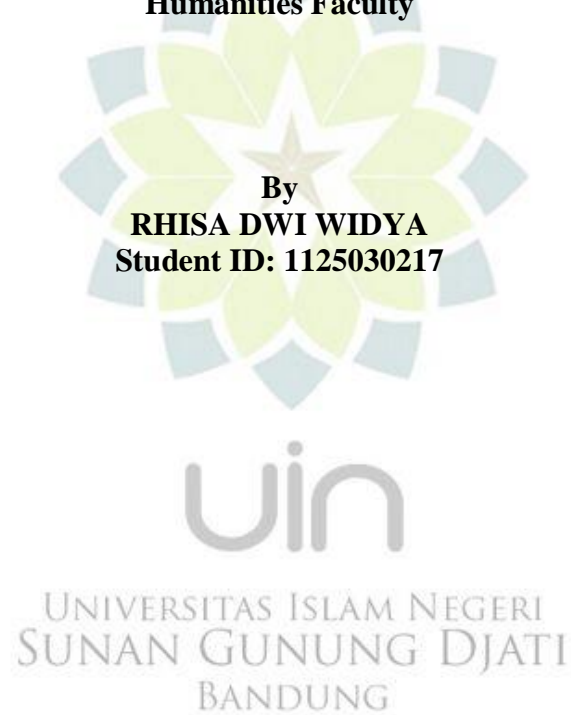 Humanities Faculty
By
RHISA DWI WIDYA
Student ID: 1125030217
uin
UNIVERSITAS ISLAM NEGERI
SUNAN GUNUNG DJATI
BANDUNG